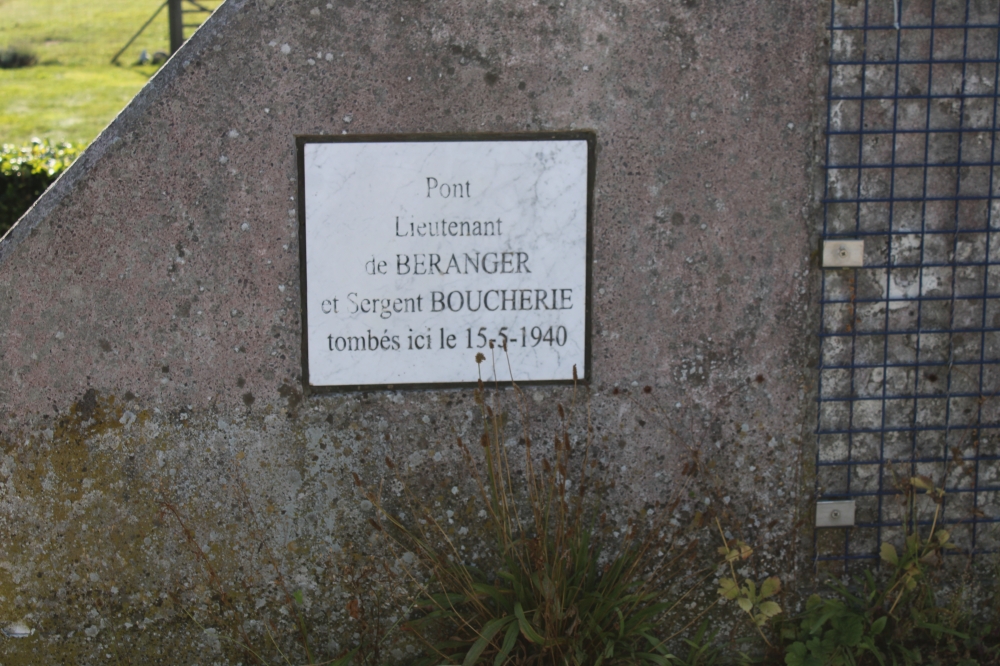 Pont
Lieutenant
de BERANGER
et Sergent BOUCHERIE
tombés ici le 15-5-1940